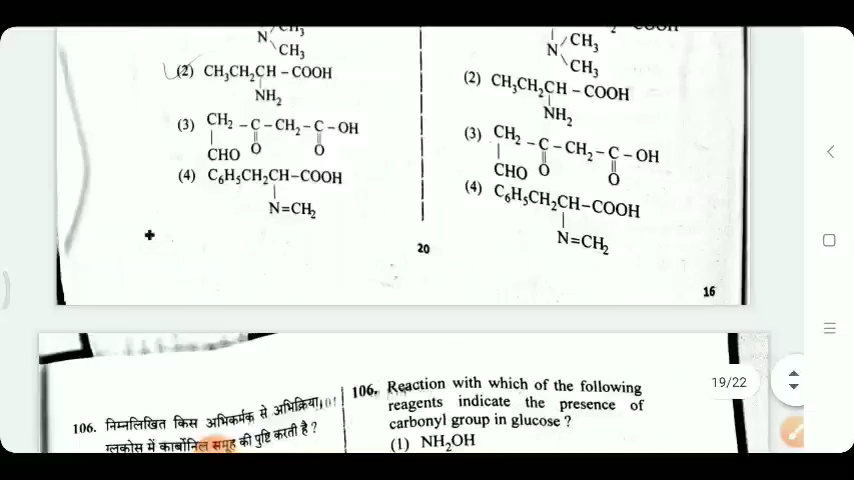 N
CH3
CH3
(2) CH3CH2CH – COOH
NH2
(3) CH2 – C – CH2 – C – OH
CHO O O
(4) C6H5CH2CH–COOH
N=CH2
COOH
N
CH3
CH3
(2) CH3CH2CH – COOH
NH2
(3) CH2 – C – CH2 – C – OH
CHO O O
(4) C6H5CH2CH–COOH
N=CH2
20
16
19/22
106. निम्नलिखित किस अभिकर्मक से अभिक्रिया
ग्लूकोस में कार्बोनिल समूह की पुष्टि करती है ?
106. Reaction with which of the following
reagents indicate the presence of
carbonyl group in glucose ?
(1) NH2OH